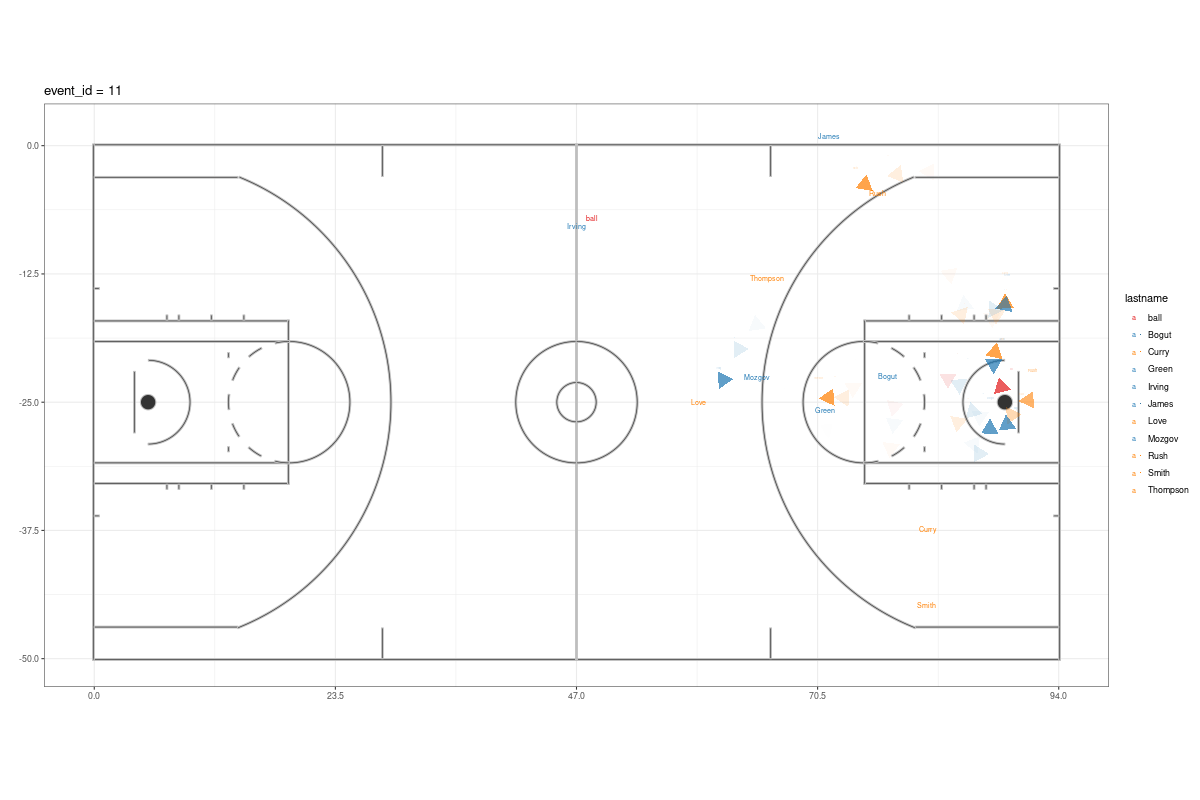 event_id = 11
James
0.0
Rush
ball
Irving
-12.5
Thompson
Mozgov
Bogut
-25.0
Love
Green
-37.5
Curry
Smith
-50.0
0.0 23.5 47.0 70.5 94.0
lastname
a ball
a Bogut
a Curry
a Green
a Irving
a James
a Love
a Mozgov
a Rush
a Smith
a Thompson